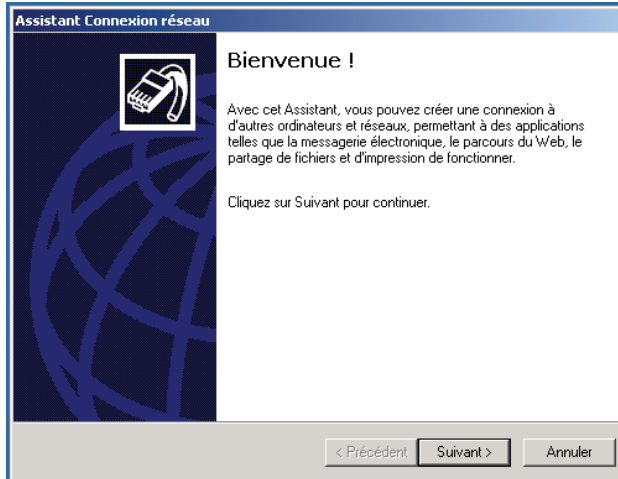 Assistant Connexion réseau
Bienvenue !
Avec cet Assistant, vous pouvez créer une connexion à
d'autres ordinateurs et réseaux, permettant à des applications
telles que la messagerie électronique, le parcours du Web, le
partage de fichiers et d'impression de fonctionner.
Cliquez sur Suivant pour continuer.
< Précédent Suivant > Annuler